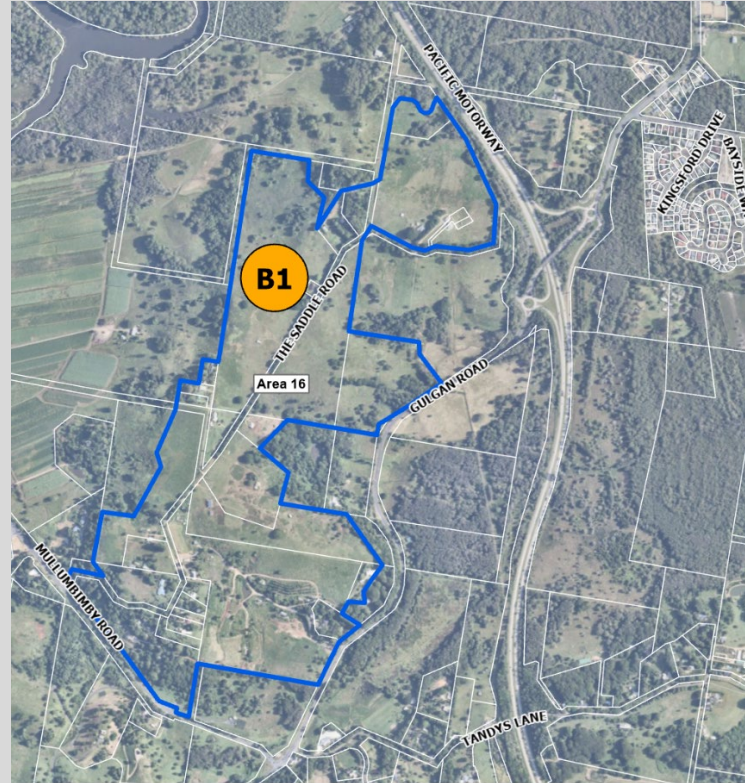 PACIFIC MOTORWAY
KINGSFORD DRIVE
B1
THE SADDLE ROAD
Area 16
GULGAN ROAD
MULLUMBIMBY ROAD
TANDYS LANE